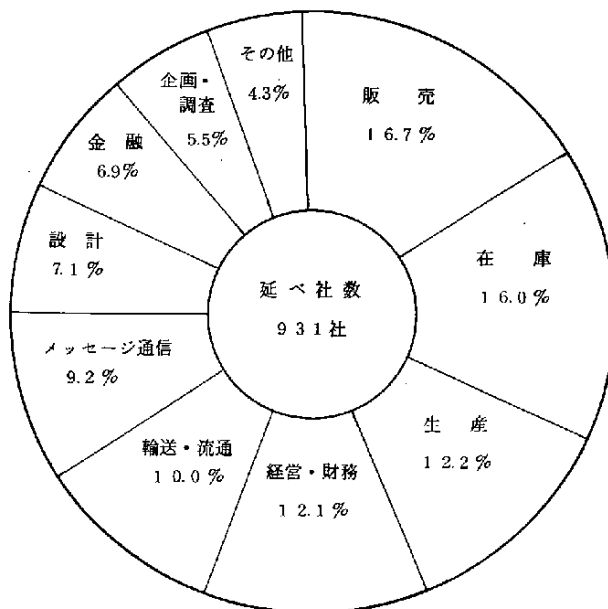 販売
16.7%
在庫
16.0%
生産
12.2%
経営・財務
12.1%
輸送・流通
10.0%
メッセージ通信
9.2%
設計
7.1%
金融
6.9%
企画・
調査
5.5%
その他
4.3%
延べ社数
931社